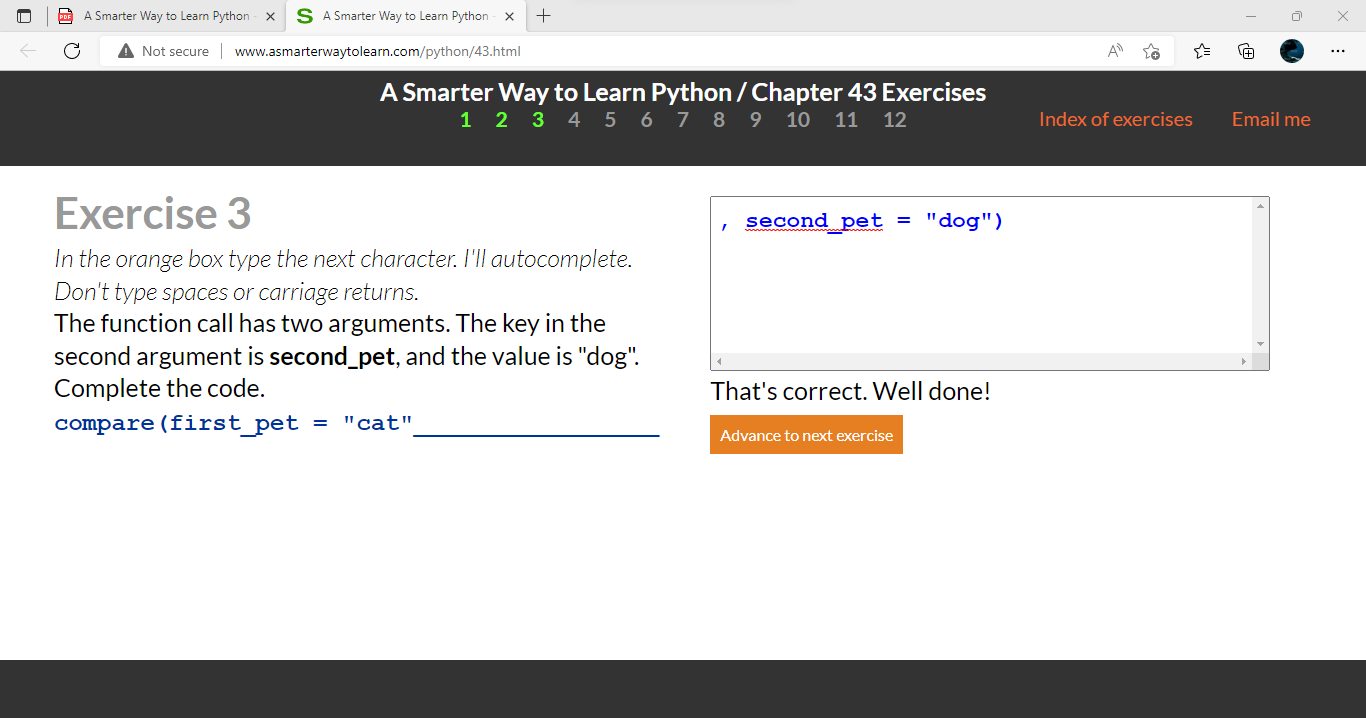 A Smarter Way to Learn Python -
A Smarter Way to Learn Python -
Not secure
www.asmarterwaytolearn.com/python/43.html
A Smarter Way to Learn Python / Chapter 43 Exercises
1 2 3 4 5 6 7 8 9 10 11 12 Index of exercises Email me
Exercise 3
In the orange box type the next character. I'll autocomplete.
Don't type spaces or carriage returns.
The function call has two arguments. The key in the
second argument is second_pet, and the value is "dog".
Complete the code.
compare(first_pet = "cat"_________________
, second_pet = "dog")
That's correct. Well done!
Advance to next exercise